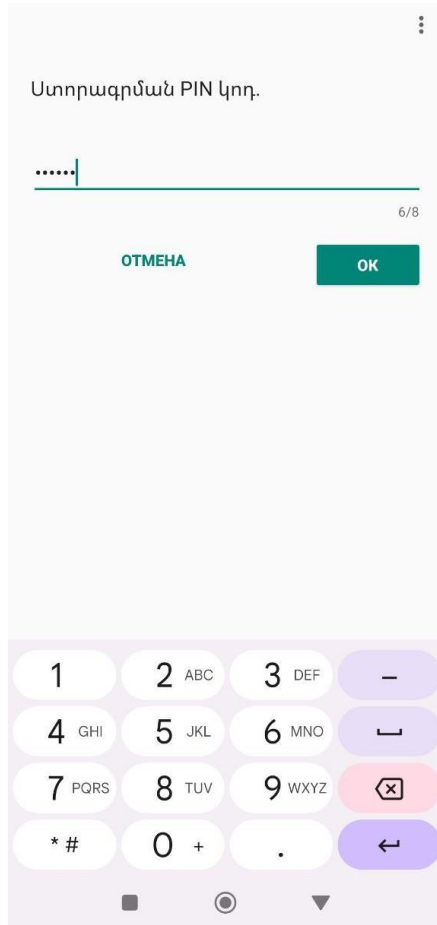 Ստորագրման PIN կոդ.
••••••
6/8
ОТМЕНА OK
1 2 ABC 3 DEF –
4 GHI 5 JKL 6 MNO
7 PQRS 8 TUV 9 WXYZ
* # 0 + .